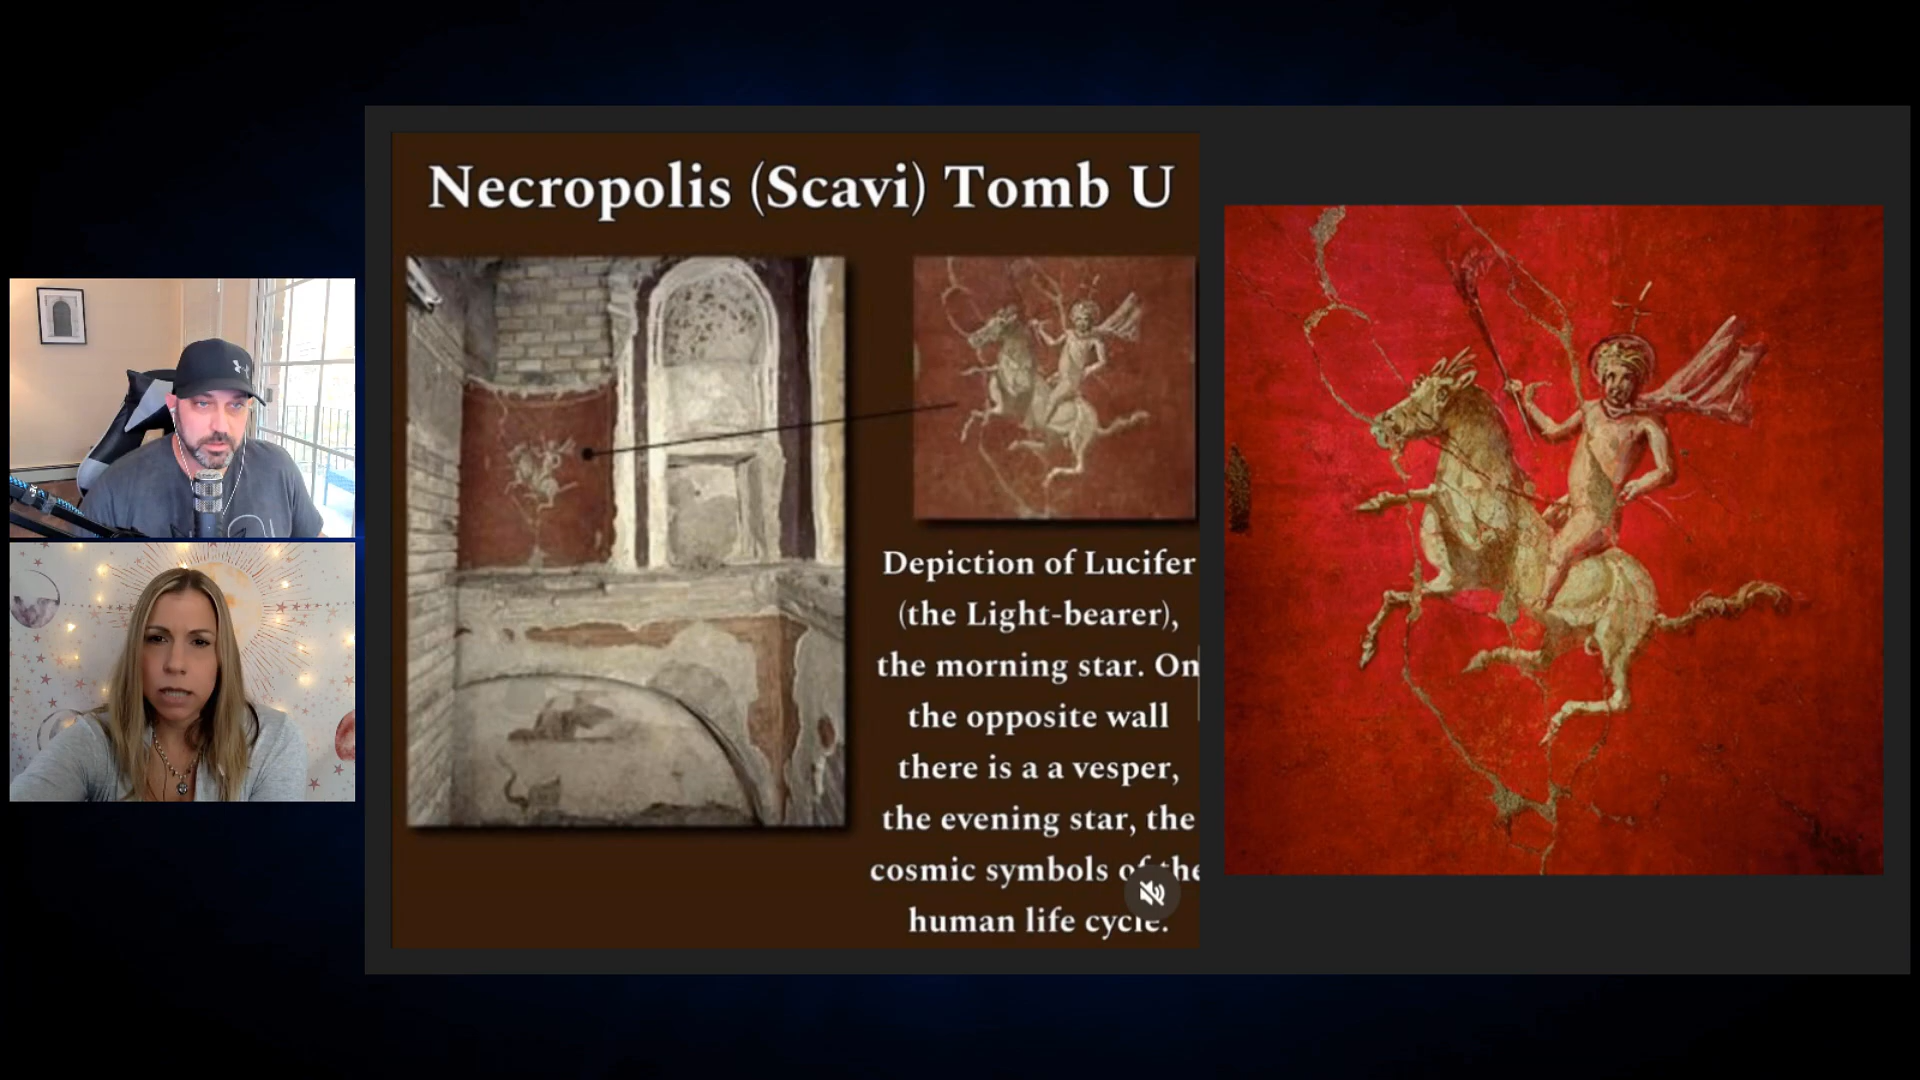 Necropolis (Scavi) Tomb U
Depiction of Lucifer
(the Light-bearer),
the morning star. On
the opposite wall
there is a a vesper,
the evening star, the
cosmic symbols of the
human life cycle.